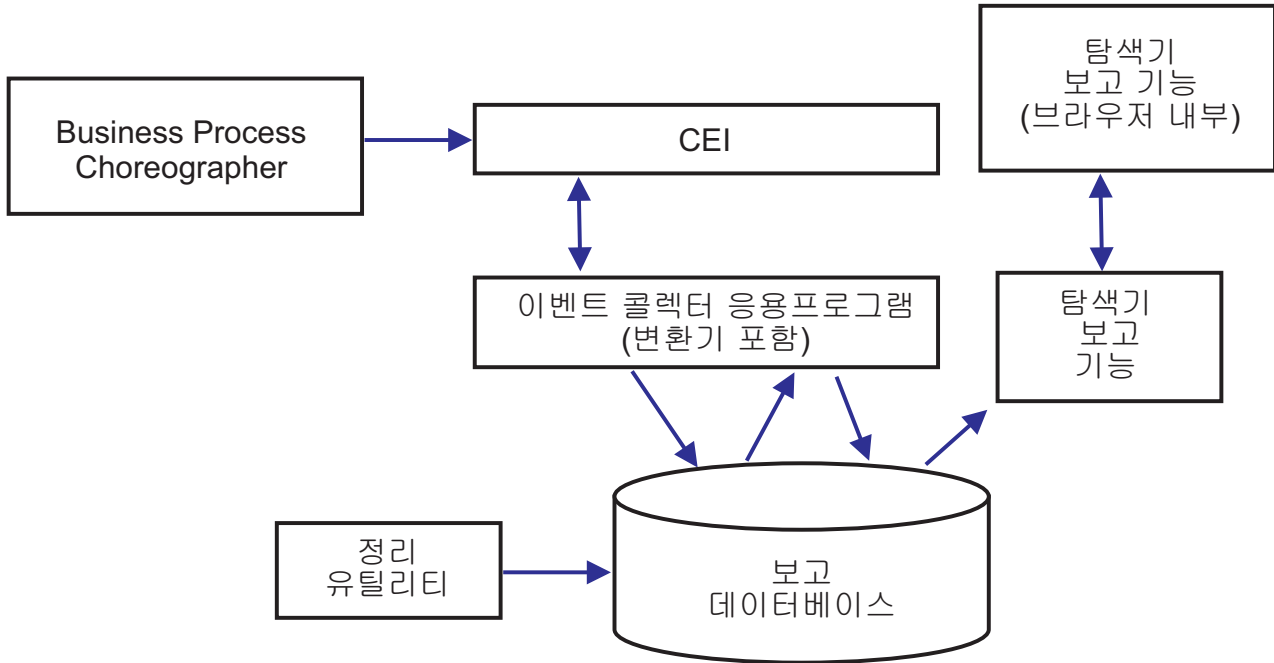 Business Process
Choreographer
CEI
탐색기
보고 기능
(브라우저 내부)
이벤트 콜렉터 응용프로그램
(변환기 포함)
탐색기
보고
기능
정리
유틸리티
보고
데이터베이스